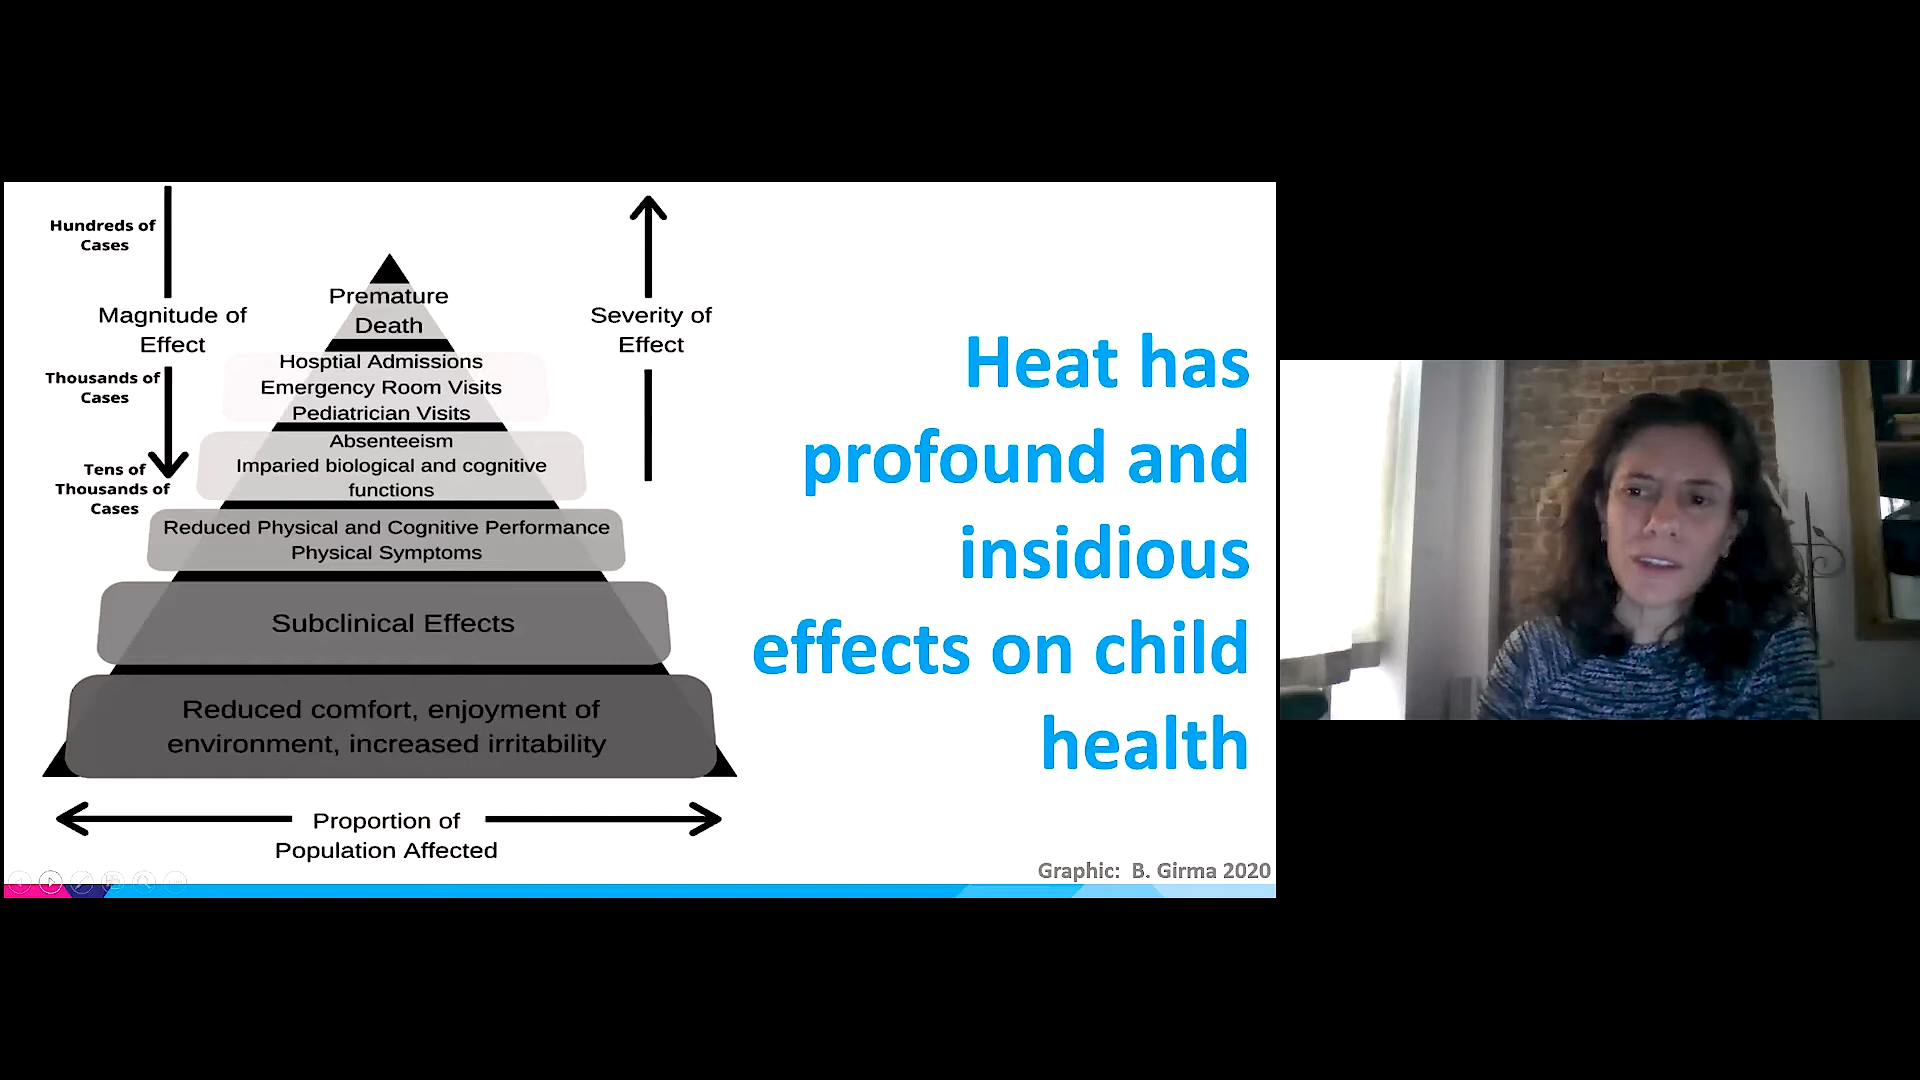 Hundreds of
Cases
Magnitude of
Effect
Thousands of
Cases
Tens of
Thousands of
Cases
Premature
Death
Hosptial Admissions
Emergency Room Visits
Pediatrician Visits
Absenteeism
Imparied biological and cognitive
functions
Reduced Physical and Cognitive Performance
Physical Symptoms
Subclinical Effects
Reduced comfort, enjoyment of
environment, increased irritability
Severity of
Effect
Proportion of
Population Affected
Heat has
profound and
insidious
effects on child
health
Graphic: B. Girma 2020